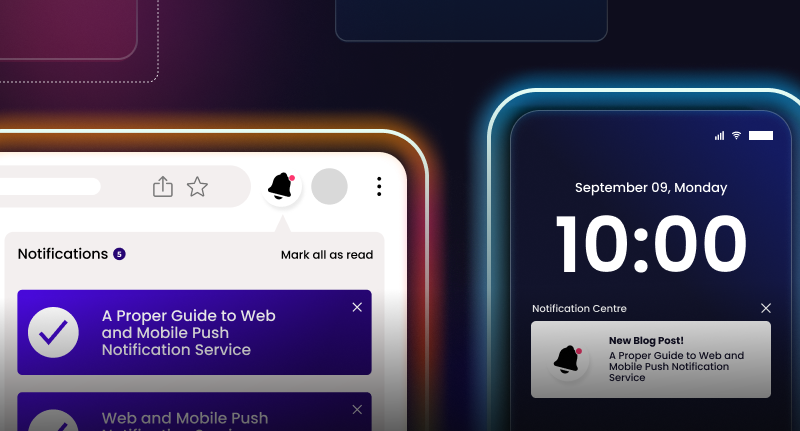 Notifications 5
Mark all as read
A Proper Guide to Web
and Mobile Push
Notification Service
Web and Mobile Push
Notification Service
September 09, Monday
10:00
Notification Centre
New Blog Post!
A Proper Guide to Web and
Mobile Push Notification
Service